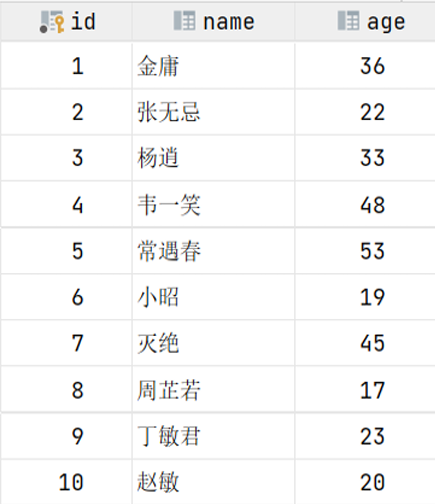 id name age
1 金庸 36
2 张无忌 22
3 杨逍 33
4 韦一笑 48
5 常遇春 53
6 小昭 19
7 灭绝 45
8 周芷若 17
9 丁敏君 23
10 赵敏 20